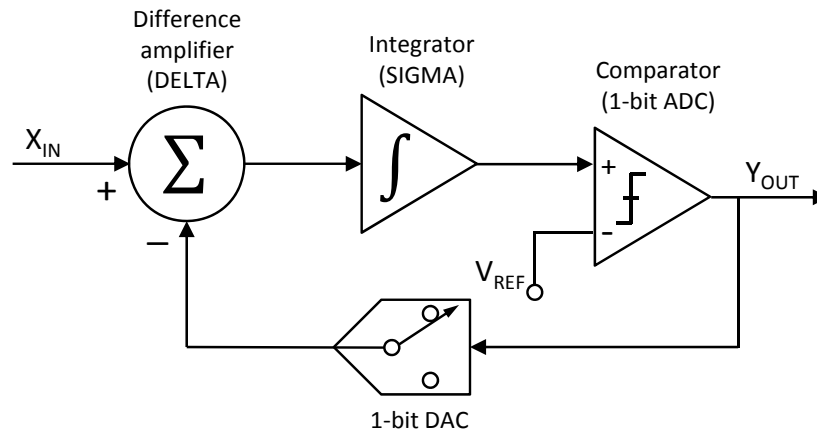 Difference
amplifier
(DELTA)
Integrator
(SIGMA)
Comparator
(1-bit ADC)
X_IN
+
Σ
∫
+
Y_OUT
−
-
V_REF
1-bit DAC